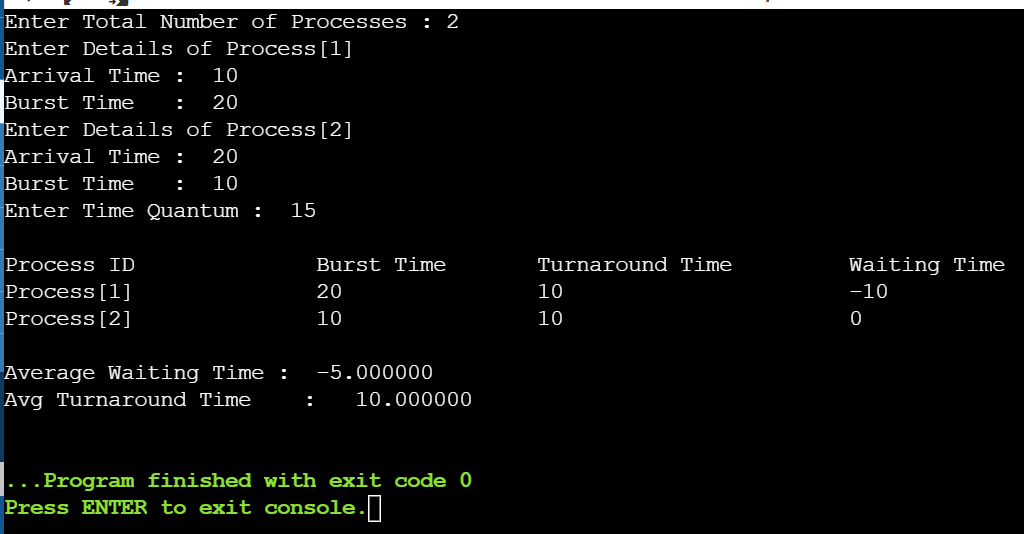 Enter Total Number of Processes : 2
Enter Details of Process[1]
Arrival Time :  10
Burst Time   :  20
Enter Details of Process[2]
Arrival Time :  20
Burst Time   :  10
Enter Time Quantum :  15
Process ID              Burst Time       Turnaround Time         Waiting Time
Process[1]              20               10                      -10
Process[2]              10               10                      0
Average Waiting Time :  -5.000000
Avg Turnaround Time    :   10.000000
...Program finished with exit code 0
Press ENTER to exit console.